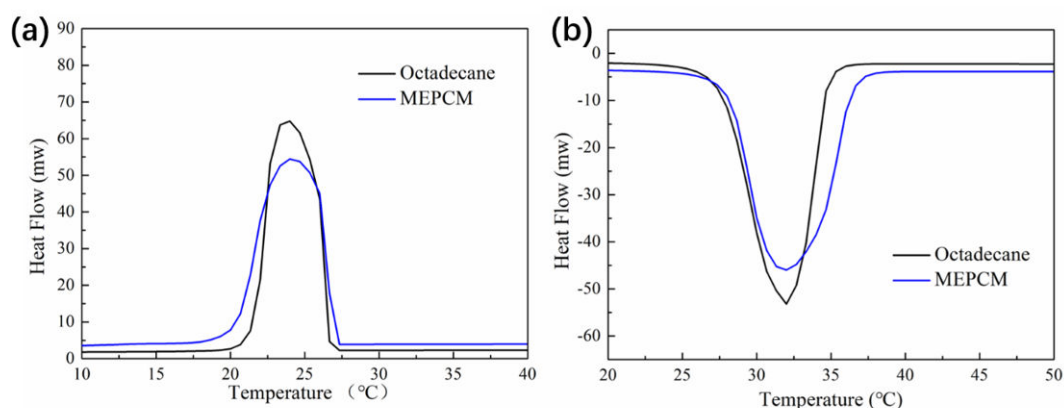 (a)
90
80
70
60
50
40
30
20
10
0
Heat Flow (mw)
Octadecane
MEPCM
10 15 20 25 30 35 40
Temperature （℃）
(b)
0
-10
-20
-30
-40
-50
-60
Heat Flow (mw)
Octadecane
MEPCM
20 25 30 35 40 45 50
Temperature (℃)